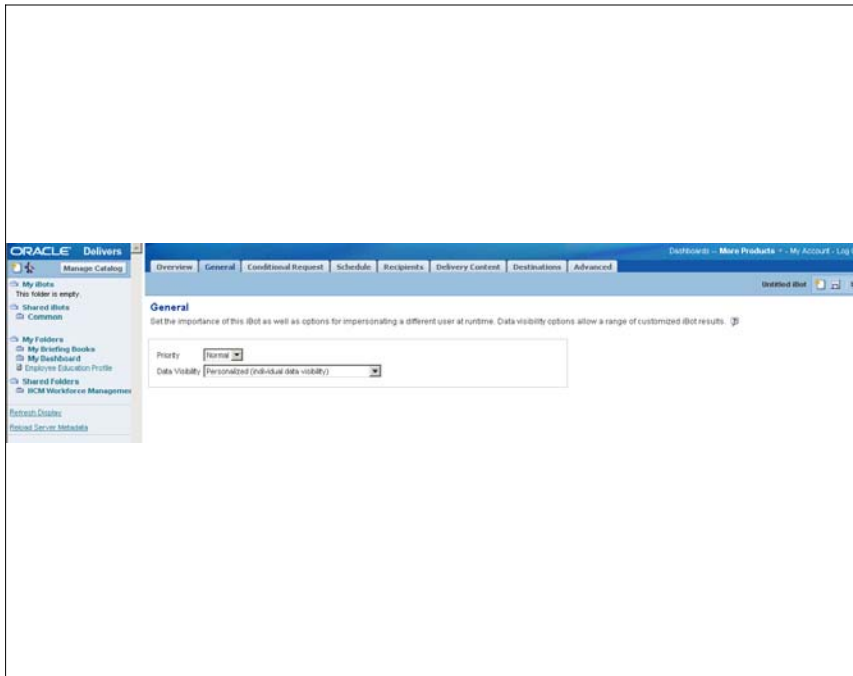 ORACLE Delivers
Dashboards - More Products - My Account - Log
Manage Catalog
Overview General Conditional Request Schedule Recipients Delivery Content Destinations Advanced
Untitled iBot
My iBots
This folder is empty.
Shared iBots
Common
My Folders
My Briefing Books
My Dashboard
Employee Education Profile
Shared Folders
HCM Workforce Managemen
Refresh Display
Reload Server Metadata
General
Set the importance of this iBot as well as options for impersonating a different user at runtime. Data visibility options allow a range of customized iBot results.
Priority Normal
Data Visibility Personalized (individual data visibility)